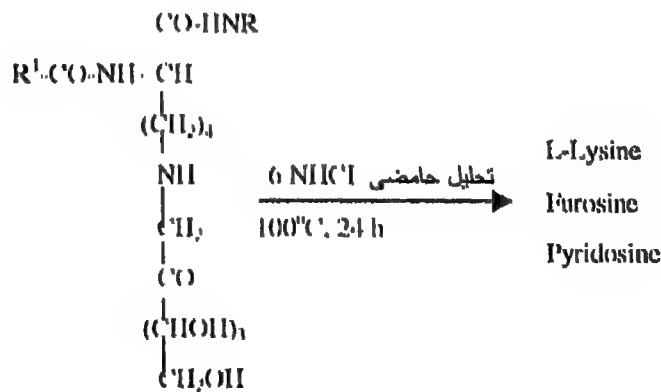 CO-HNR
R¹-CO-NH-CH
(CH₂)₄
NH
CH₂
CO
(CHOH)₃
CH₂OH
6 NHCl تحليل حامضى
100°C, 24 h
L-Lysine
Furosine
Pyridosine